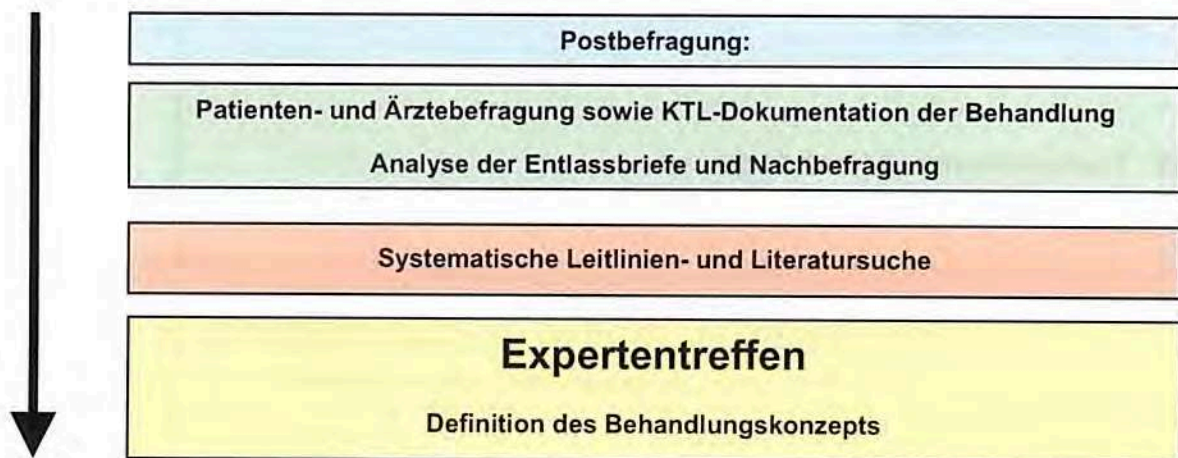 Postbefragung:
Patienten- und Ärztebefragung sowie KTL-Dokumentation der Behandlung
Analyse der Entlassbriefe und Nachbefragung
Systematische Leitlinien- und Literatursuche
Expertentreffen
Definition des Behandlungskonzepts